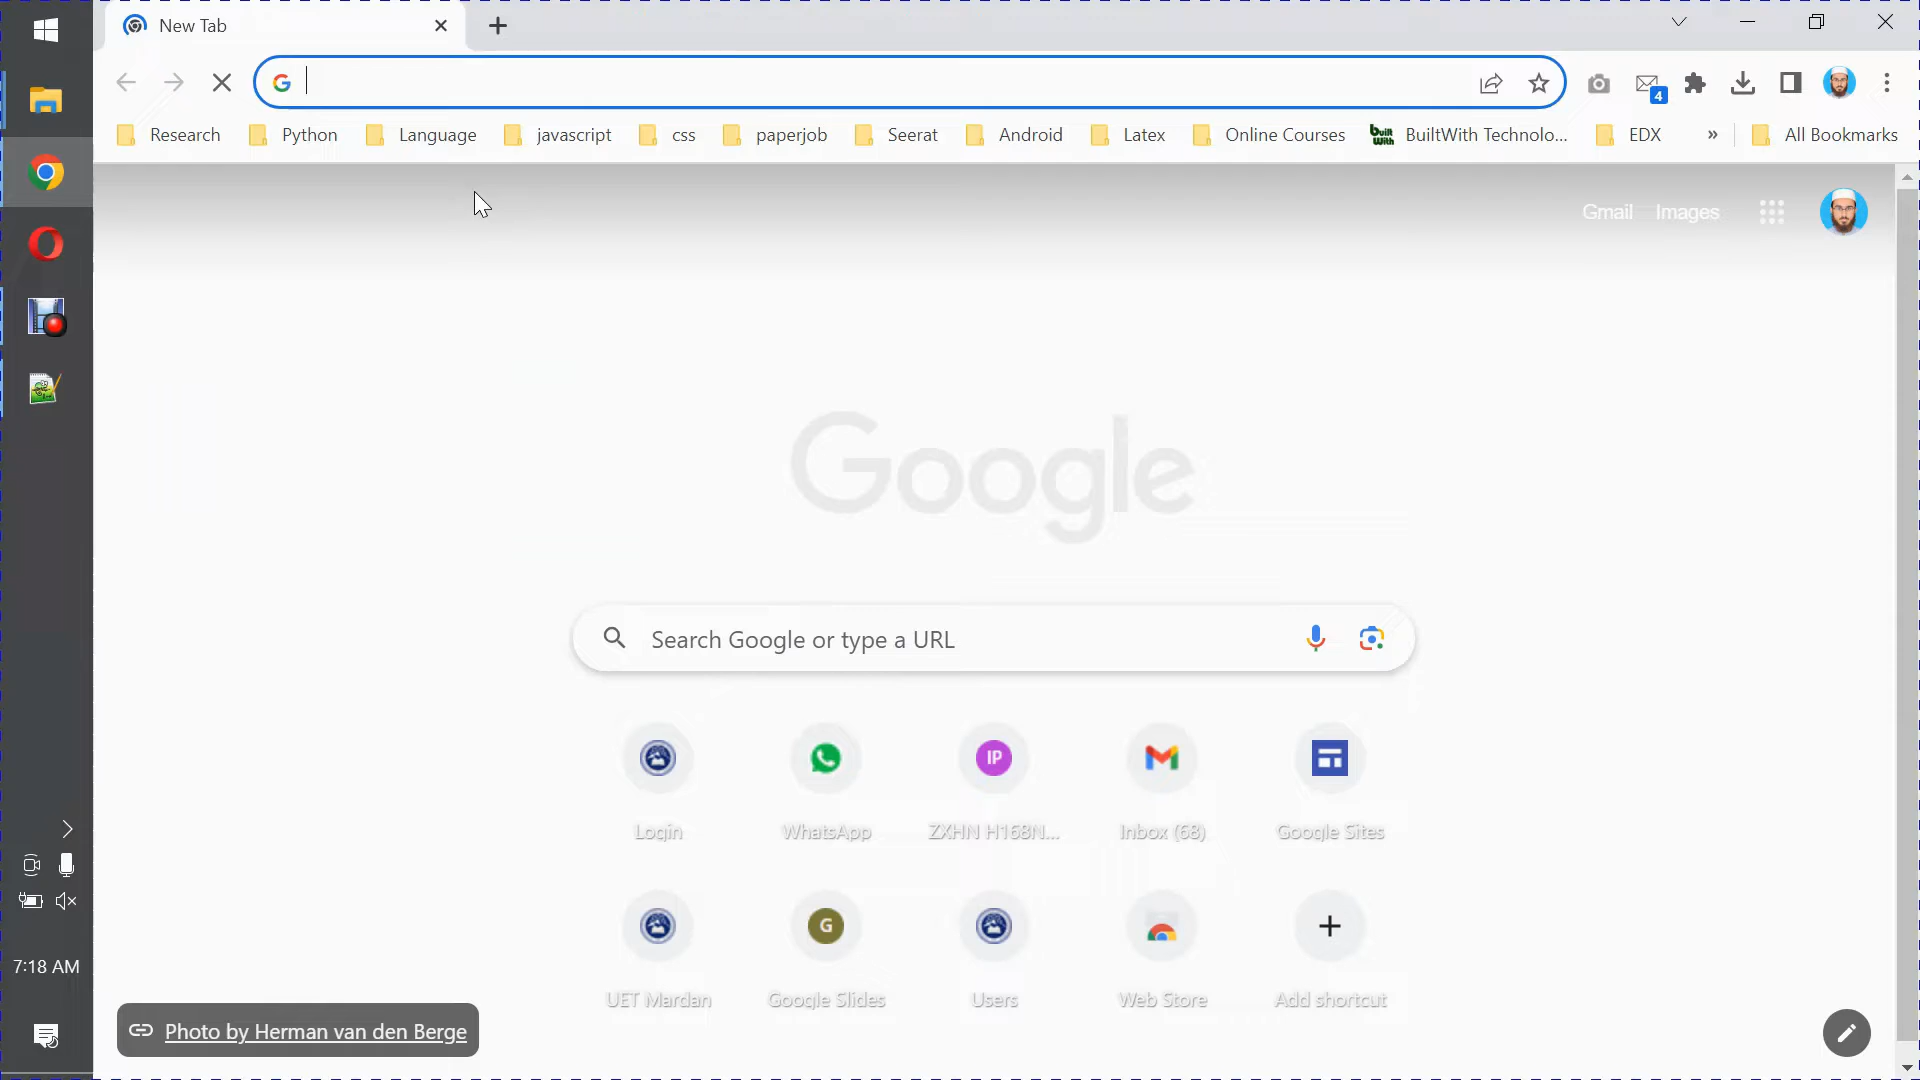 New Tab
4
Research Python Language javascript css paperjob Seerat Android Latex Online Courses BuiltWith Technolo... EDX » All Bookmarks
Gmail Images
Google
Search Google or type a URL
IP
Login WhatsApp ZXHN H168N... Inbox (68) Google Sites
G
UET Mardan Google Slides Users Web Store Add shortcut
7:18 AM
Photo by Herman van den Berge